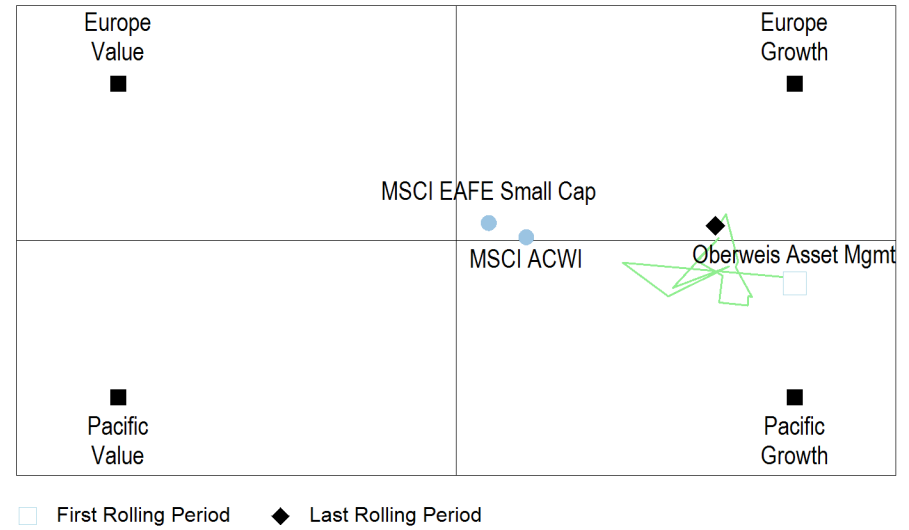 Europe
Value
Europe
Growth
MSCI EAFE Small Cap
MSCI ACWI
Oberweis Asset Mgmt
Pacific
Value
Pacific
Growth
First Rolling Period
Last Rolling Period